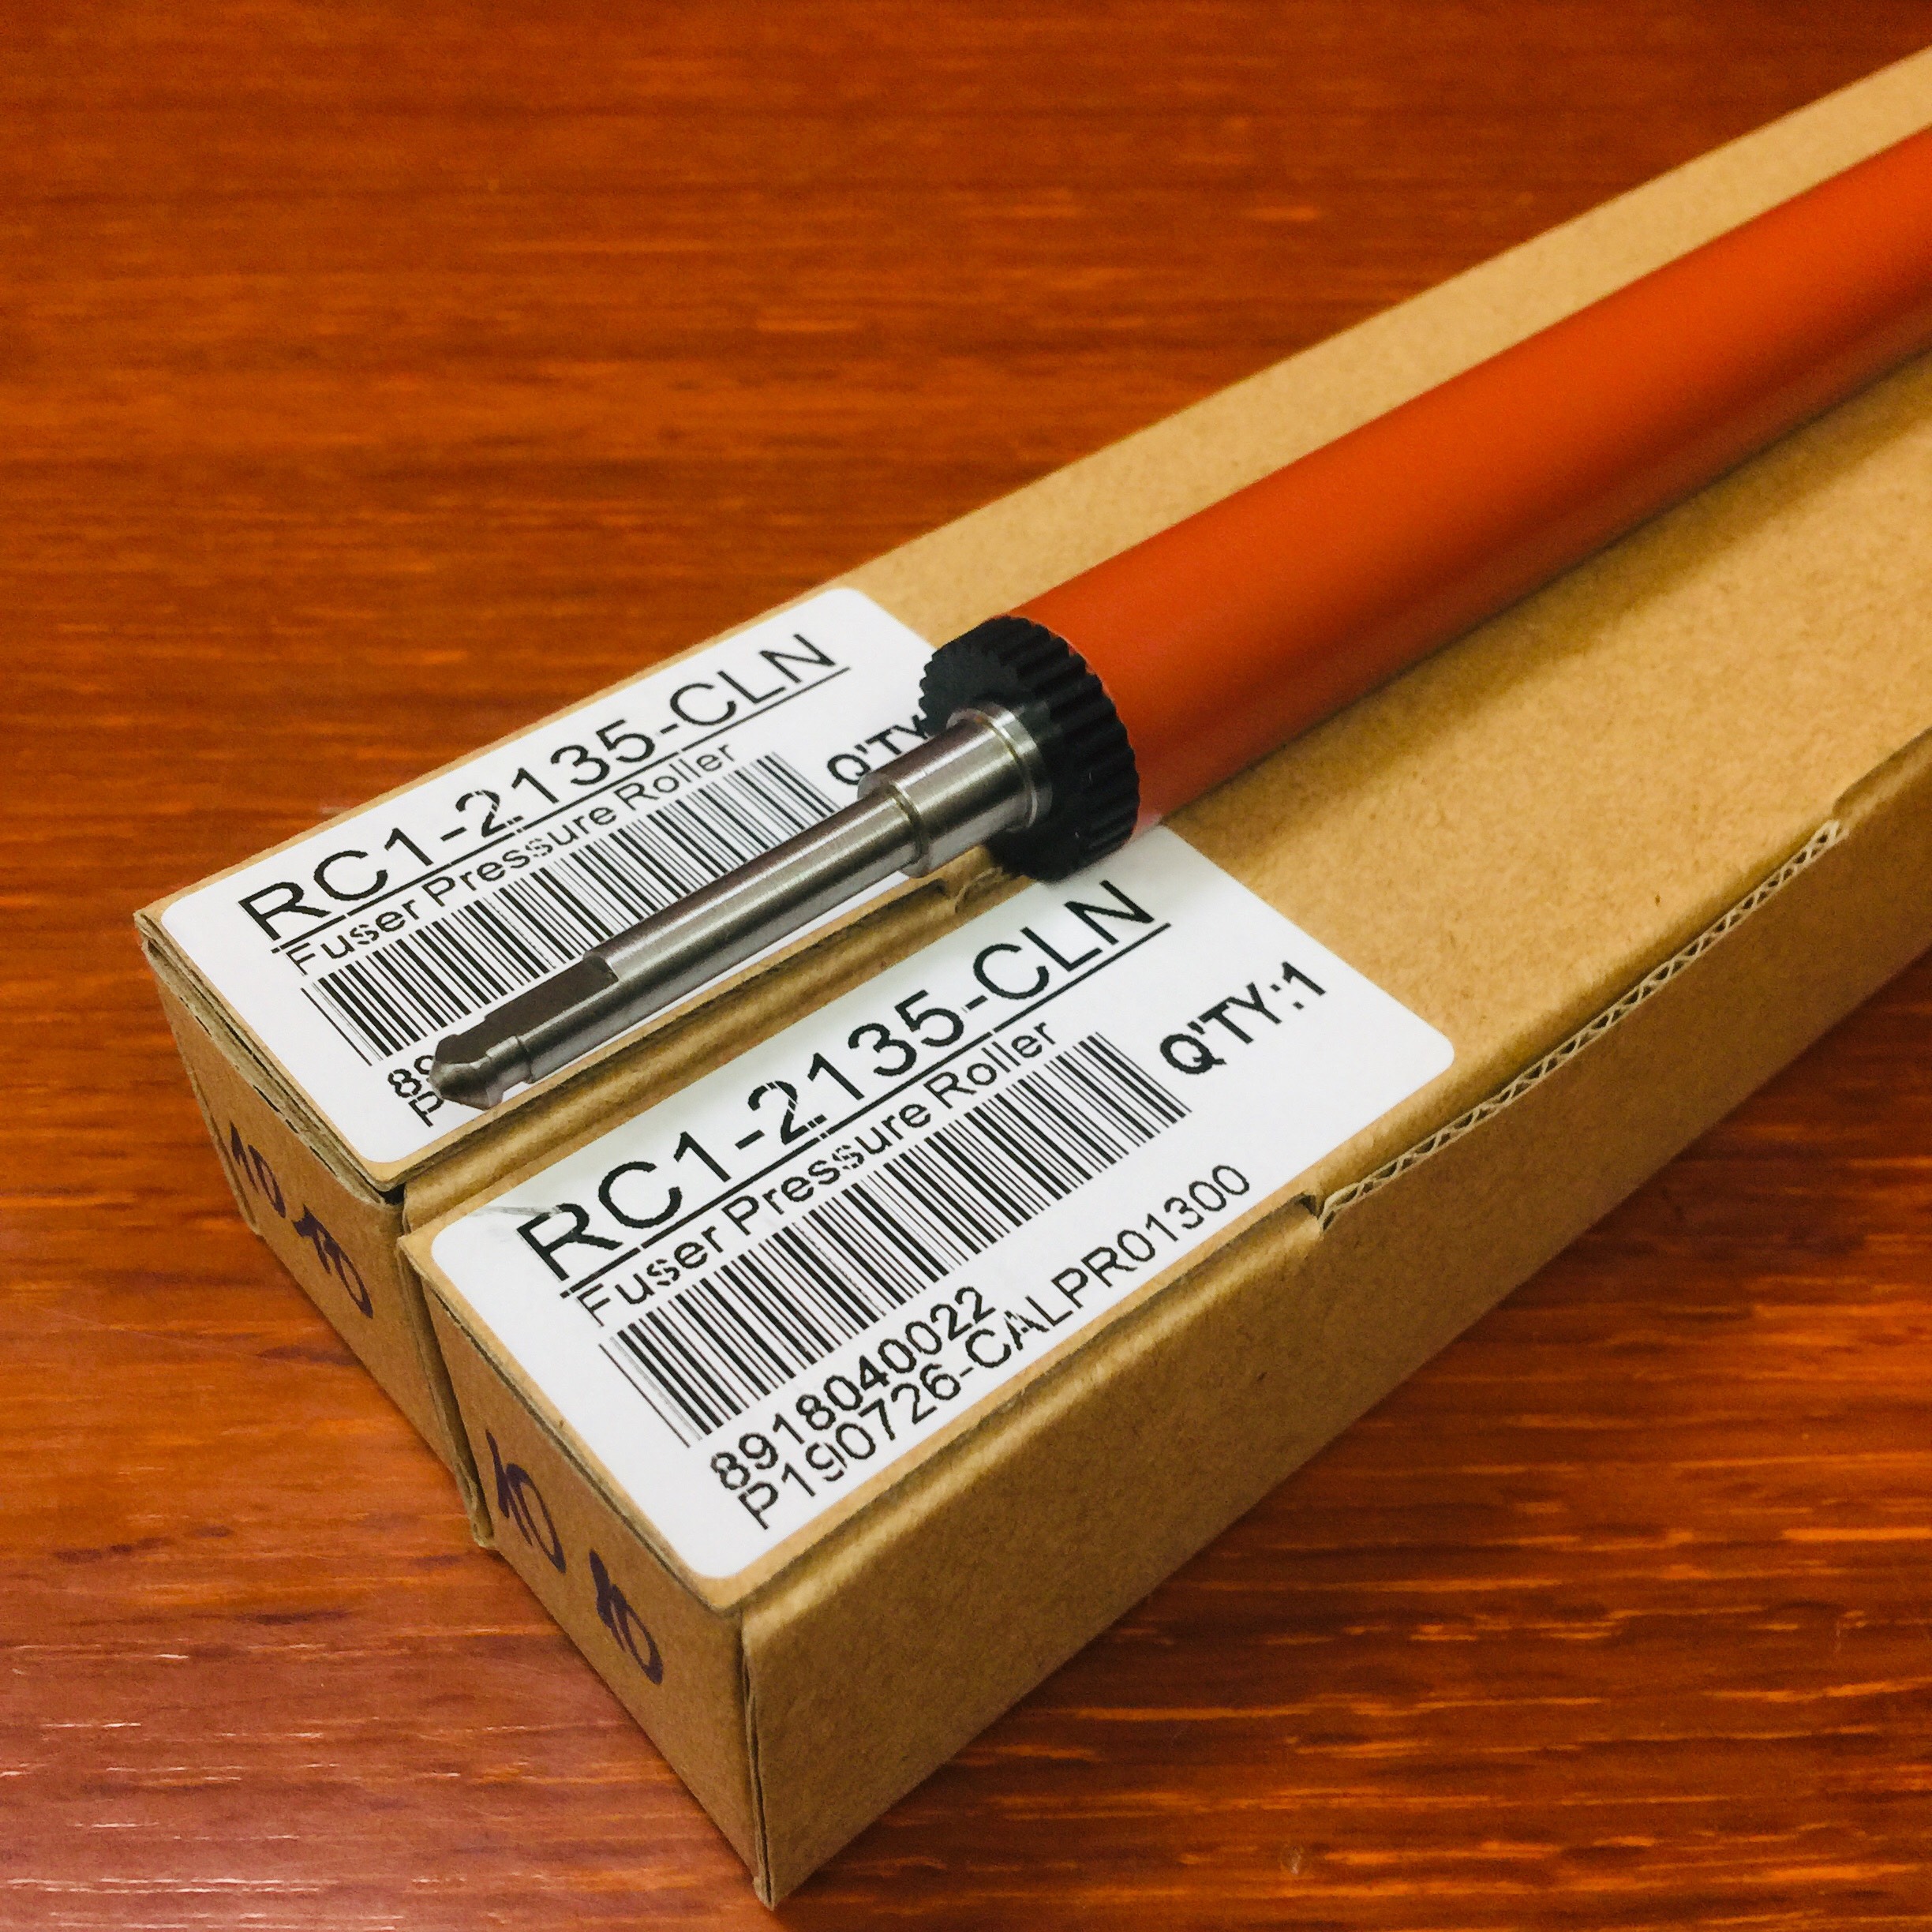 RC1-2135-CLN
Fuser Pressure Roller
Q'TY
89
P
RC1-2135-CLN
Fuser Pressure Roller
Q'TY:1
8918040022
P190726-CALPR01300